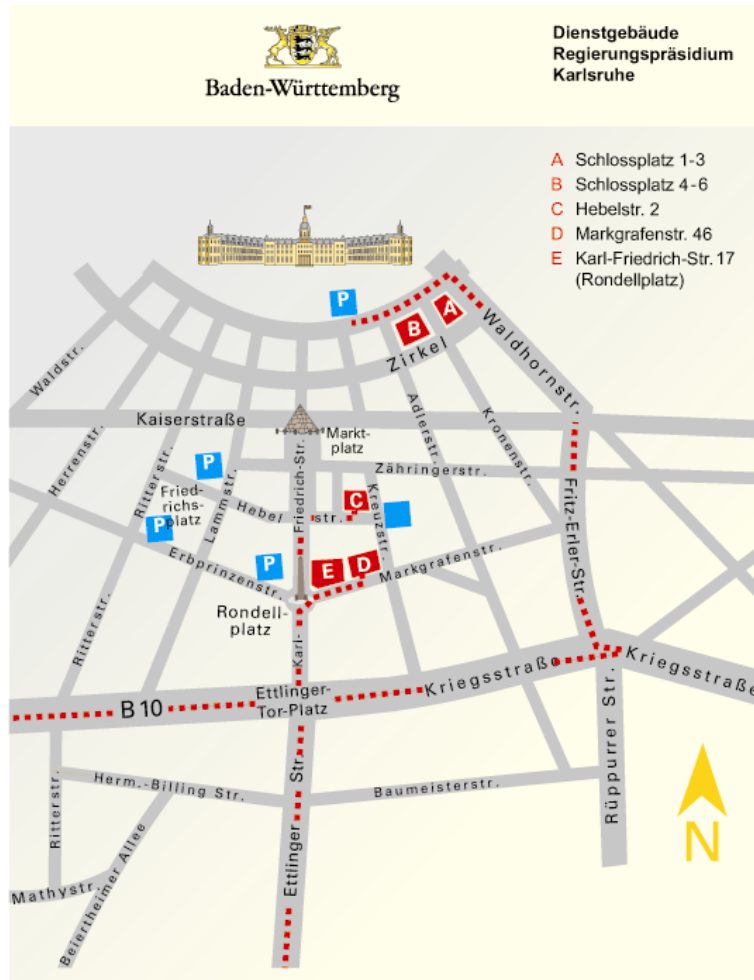 Baden-Württemberg
Dienstgebäude
Regierungspräsidium
Karlsruhe
A Schlossplatz 1-3
B Schlossplatz 4-6
C Hebelstr. 2
D Markgrafenstr. 46
E Karl-Friedrich-Str. 17
(Rondellplatz)
P
B
A
Zirkel
Waldhornstr.
Waldstr.
Kaiserstraße
Markt-
platz
Adlerstr.
Kronenstr.
Herrenstr.
Ritterstr.
P
Lammstr.
Friedrich-Str.
Zähringerstr.
Fried-
richs-
platz
P
Hebel
str.
C
Kreuzstr.
Fritz-Erler-Str.
Erbprinzenstr.
P
E
D
Markgrafenstr.
Rondell-
platz
Ritterstr.
Karl-
Kriegsstraße
Kriegsstraße
Ettlinger-
Tor-Platz
B 10
Rüppurrer Str.
Herm.-Billing Str.
Baumeisterstr.
Ettlinger Str.
Ritterstr.
Beiertheimer Allee
Mathystr.
N